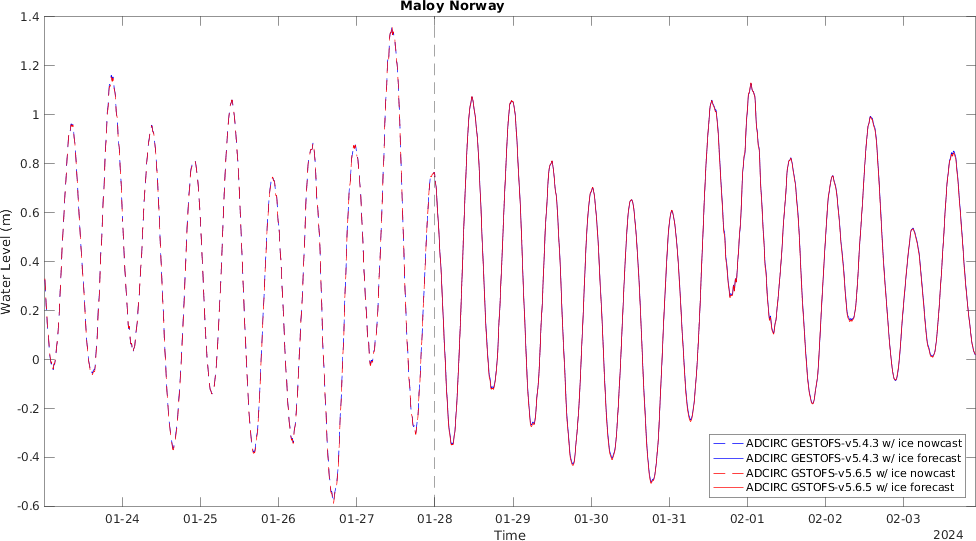 Maloy Norway
1.4
1.2
1
0.8
0.6
0.4
0.2
0
-0.2
-0.4
-0.6
Water Level (m)
ADCIRC GESTOFS-v5.4.3 w/ ice nowcast
ADCIRC GESTOFS-v5.4.3 w/ ice forecast
ADCIRC GSTOFS-v5.6.5 w/ ice nowcast
ADCIRC GSTOFS-v5.6.5 w/ ice forecast
01-24 01-25 01-26 01-27 01-28 01-29 01-30 01-31 02-01 02-02 02-03
Time
2024